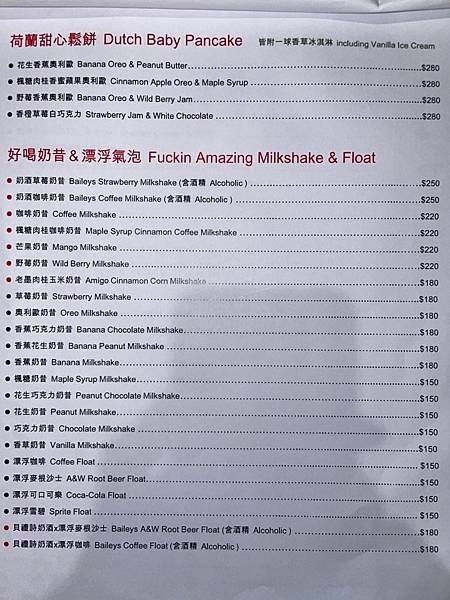 荷蘭甜心鬆餅 Dutch Baby Pancake 皆附一球香草冰淇淋 including Vanilla Ice Cream
花生香蕉奧利歐 Banana Oreo & Peanut Butter $280
楓糖肉桂香蜜蘋果奧利歐 Cinnamon Apple Oreo & Maple Syrup $280
野莓香蕉奧利歐 Banana Oreo & Wild Berry Jam $280
香橙草莓白巧克力 Strawberry Jam & White Chocolate $280
好喝奶昔&漂浮氣泡 Fuckin Amazing Milkshake & Float
奶酒草莓奶昔 Baileys Strawberry Milkshake (含酒精 Alcoholic) $250
奶酒咖啡奶昔 Baileys Coffee Milkshake (含酒精 Alcoholic) $250
咖啡奶昔 Coffee Milkshake $220
楓糖肉桂咖啡奶昔 Maple Syrup Cinnamon Coffee Milkshake $220
芒果奶昔 Mango Milkshake $220
野莓奶昔 Wild Berry Milkshake $220
老墨肉桂玉米奶昔 Amigo Cinnamon Corn Milkshake $180
草莓奶昔 Strawberry Milkshake $180
奧利歐奶昔 Oreo Milkshake $180
香蕉巧克力奶昔 Banana Chocolate Milkshake $180
香蕉花生奶昔 Banana Peanut Milkshake $180
香蕉奶昔 Banana Milkshake $180
楓糖奶昔 Maple Syrup Milkshake $150
花生巧克力奶昔 Peanut Chocolate Milkshake $150
花生奶昔 Peanut Milkshake $150
巧克力奶昔 Chocolate Milkshake $150
香草奶昔 Vanilla Milkshake $150
漂浮咖啡 Coffee Float $150
漂浮麥根沙士 A&W Root Beer Float $150
漂浮可口可樂 Coca-Cola Float $150
漂浮雪碧 Sprite Float $150
貝禮詩奶酒x漂浮麥根沙士 Baileys A&W Root Beer Float (含酒精 Alcoholic) $180
貝禮詩奶酒x漂浮咖啡 Baileys Coffee Float (含酒精 Alcoholic) $180